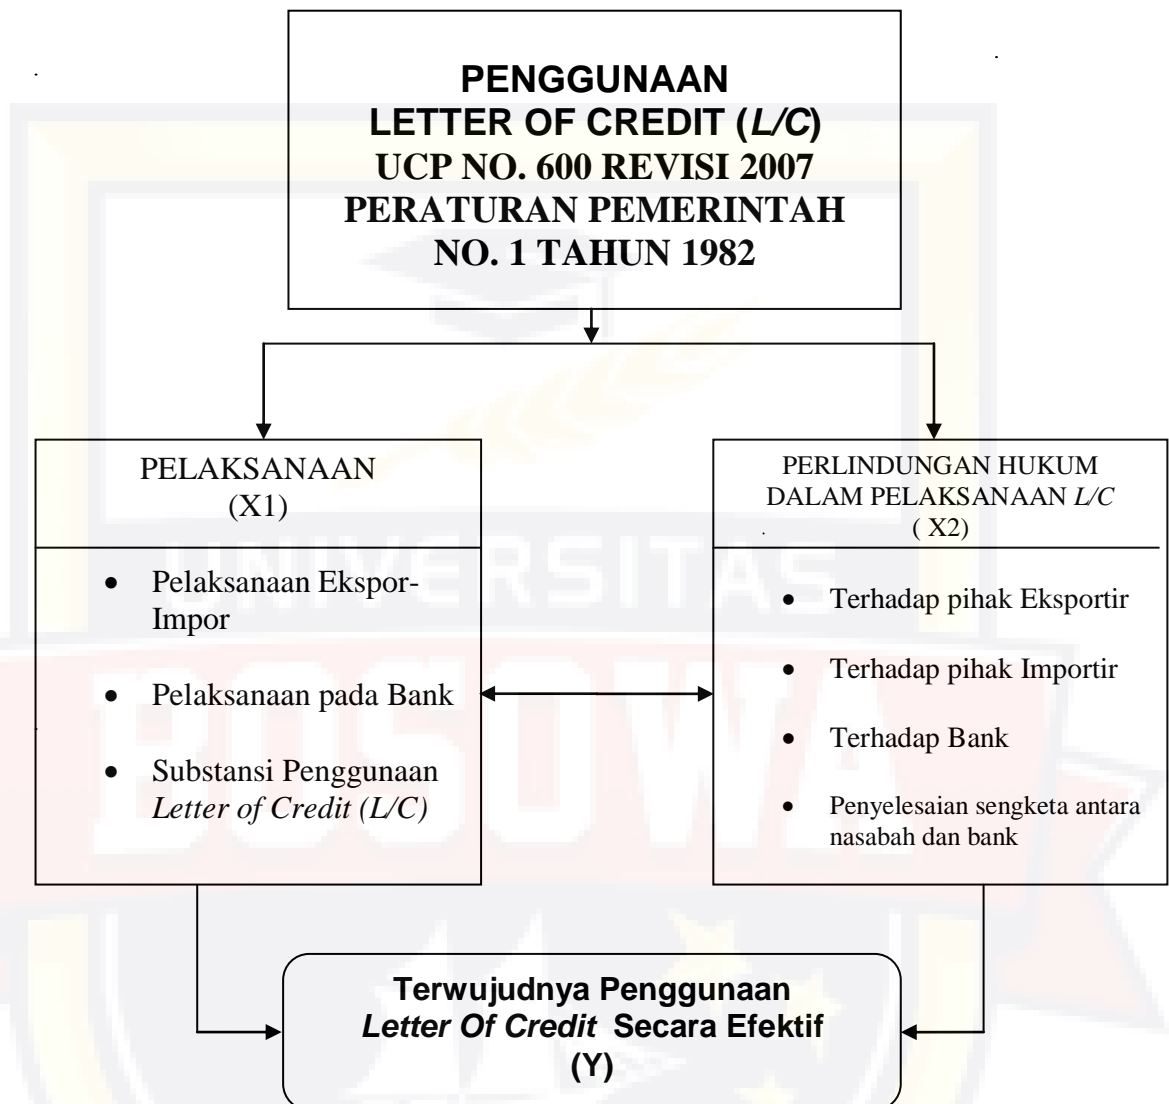 PENGGUNAAN
LETTER OF CREDIT (L/C)
UCP NO. 600 REVISI 2007
PERATURAN PEMERINTAH
NO. 1 TAHUN 1982
PELAKSANAAN
(X1)
• Pelaksanaan Ekspor-
Impor
• Pelaksanaan pada Bank
• Substansi Penggunaan
Letter of Credit (L/C)
PERLINDUNGAN HUKUM
DALAM PELAKSANAAN L/C
( X2)
• Terhadap pihak Eksportir
• Terhadap pihak Importir
• Terhadap Bank
• Penyelesaian sengketa antara
nasabah dan bank
Terwujudnya Penggunaan
Letter Of Credit Secara Efektif
(Y)
UNIVERSITAS
BOSOWA